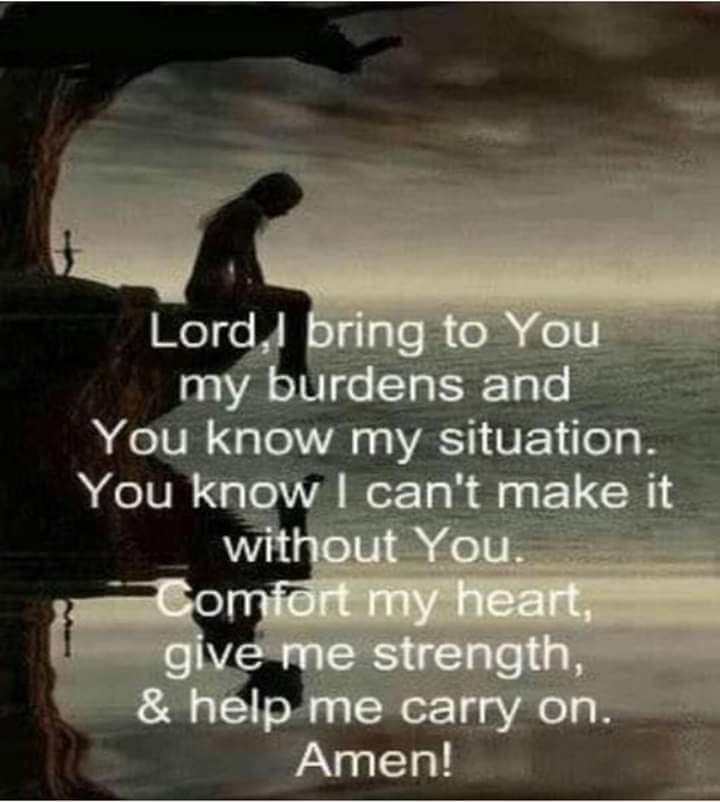 Lord,I bring to You
my burdens and
You know my situation.
You know I can't make it
without You.
Comfort my heart,
give me strength,
& help me carry on.
Amen!